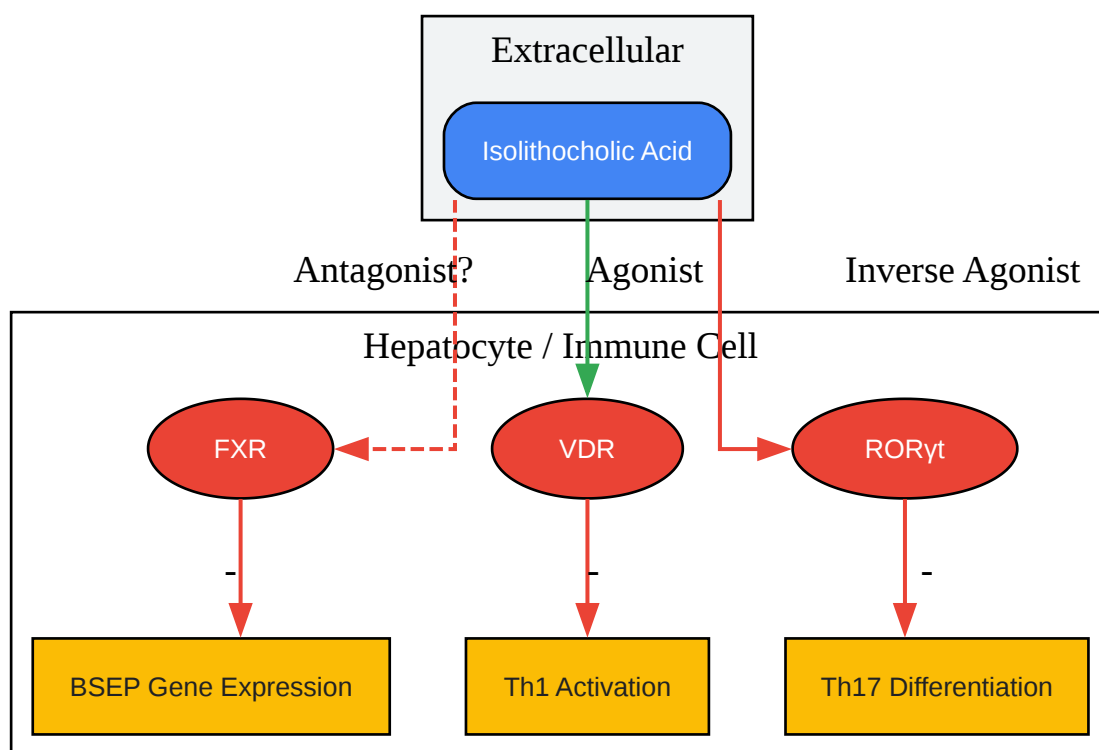 Extracellular
Isolithocholic Acid
Antagonist?
Agonist
Inverse Agonist
Hepatocyte / Immune Cell
FXR
VDR
RORγt
-
-
-
BSEP Gene Expression
Th1 Activation
Th17 Differentiation